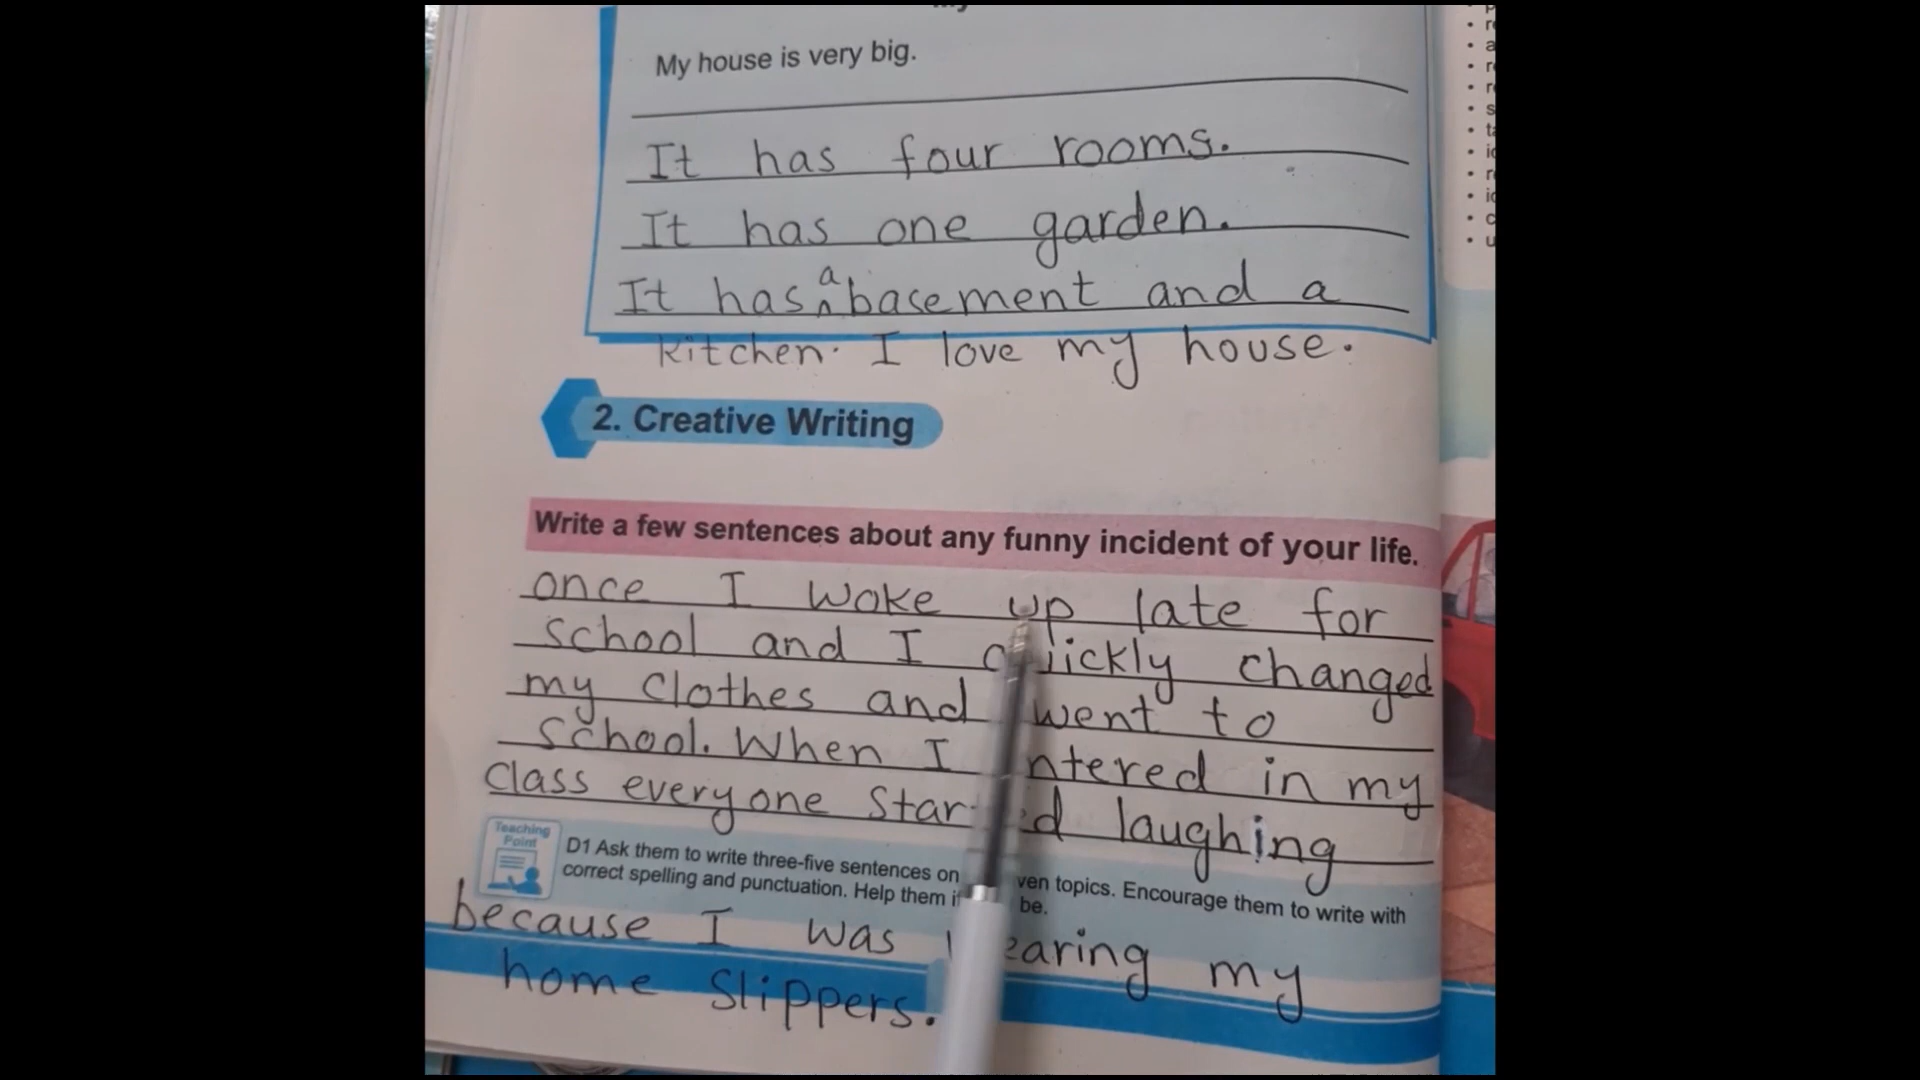 My house is very big.
It has four rooms.
It has one garden.
It has a basement and a
kitchen. I love my house.
2. Creative Writing
Write a few sentences about any funny incident of your life.
once I woke up late for
school and I quickly changed
my clothes and went to
school. When I entered in my
class everyone started laughing
Teaching Point
D1 Ask them to write three-five sentences on ven topics. Encourage them to write with
correct spelling and punctuation. Help them if be.
because I was wearing my
home slippers.